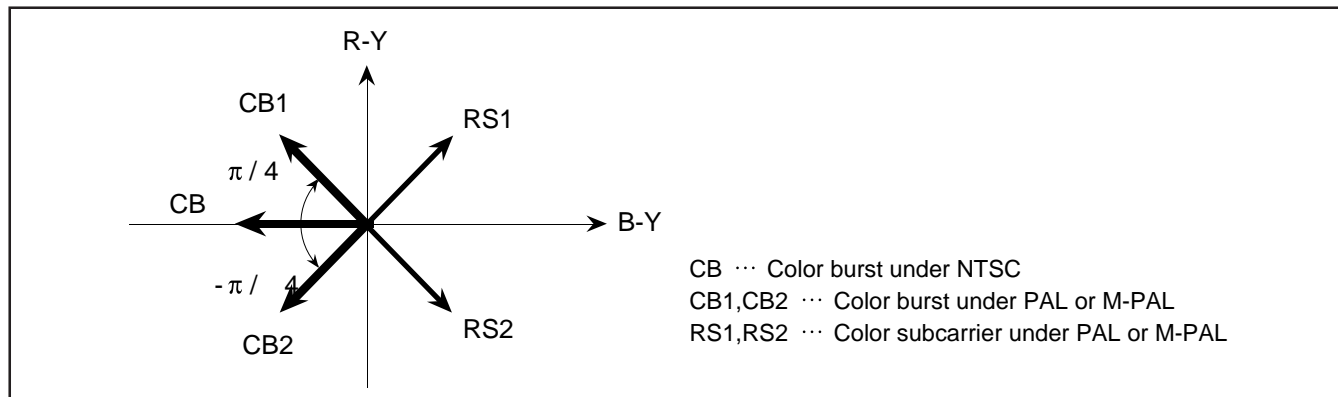 R-Y
CB1
RS1
π / 4
CB
B-Y
- π / 4
CB2
RS2
CB ··· Color burst under NTSC
CB1,CB2 ··· Color burst under PAL or M-PAL
RS1,RS2 ··· Color subcarrier under PAL or M-PAL